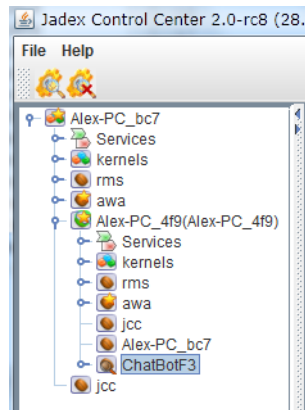 Jadex Control Center 2.0-rc8 (28.
File Help
Alex-PC_bc7
Services
kernels
rms
awa
Alex-PC_4f9(Alex-PC_4f9)
Services
kernels
rms
awa
jcc
Alex-PC_bc7
ChatBotF3
jcc